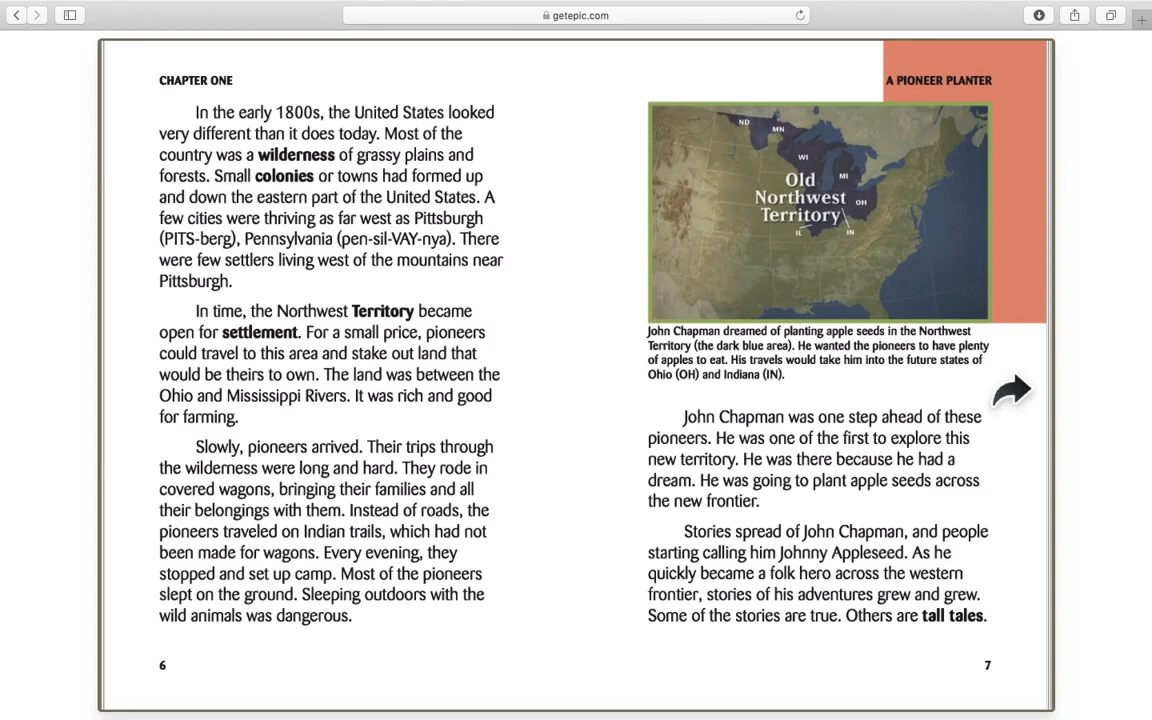 getepic.com
CHAPTER ONE
In the early 1800s, the United States looked
very different than it does today. Most of the
country was a wilderness of grassy plains and
forests. Small colonies or towns had formed up
and down the eastern part of the United States. A
few cities were thriving as far west as Pittsburgh
(PITS-berg), Pennsylvania (pen-sil-VAY-nya). There
were few settlers living west of the mountains near
Pittsburgh.
In time, the Northwest Territory became
open for settlement. For a small price, pioneers
could travel to this area and stake out land that
would be theirs to own. The land was between the
Ohio and Mississippi Rivers. It was rich and good
for farming.
Slowly, pioneers arrived. Their trips through
the wilderness were long and hard. They rode in
covered wagons, bringing their families and all
their belongings with them. Instead of roads, the
pioneers traveled on Indian trails, which had not
been made for wagons. Every evening, they
stopped and set up camp. Most of the pioneers
slept on the ground. Sleeping outdoors with the
wild animals was dangerous.
6
A PIONEER PLANTER
ND
MN
WI
MI
Old
Northwest
Territory
OH
IL
IN
John Chapman dreamed of planting apple seeds in the Northwest
Territory (the dark blue area). He wanted the pioneers to have plenty
of apples to eat. His travels would take him into the future states of
Ohio (OH) and Indiana (IN).
John Chapman was one step ahead of these
pioneers. He was one of the first to explore this
new territory. He was there because he had a
dream. He was going to plant apple seeds across
the new frontier.
Stories spread of John Chapman, and people
starting calling him Johnny Appleseed. As he
quickly became a folk hero across the western
frontier, stories of his adventures grew and grew.
Some of the stories are true. Others are tall tales.
7